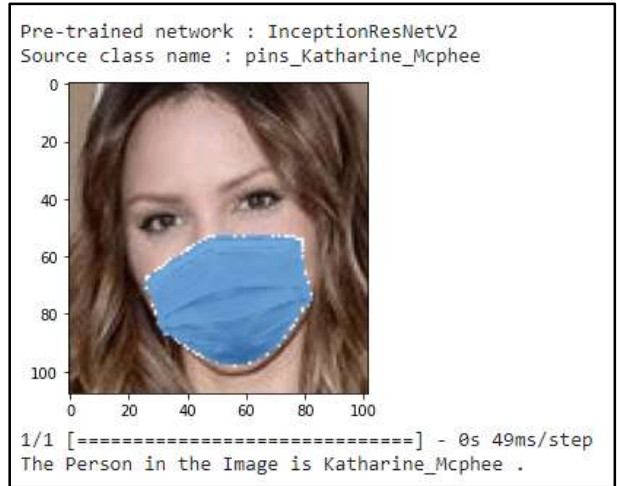 Pre-trained network : InceptionResNetV2
Source class name : pins_Katharine_Mcphee
0
20
40
60
80
100
0 20 40 60 80 100
1/1 [==============================] - 0s 49ms/step
The Person in the Image is Katharine_Mcphee .